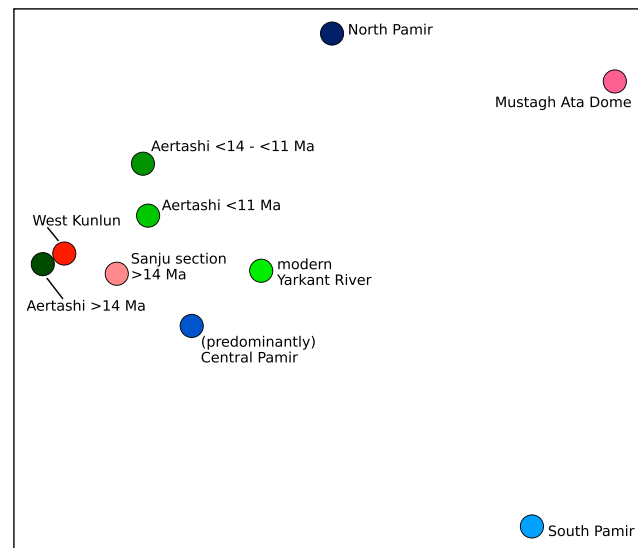 North Pamir
Mustagh Ata Dome
Aertashi <14 - <11 Ma
Aertashi <11 Ma
West Kunlun
Sanju section
>14 Ma
modern
Yarkant River
Aertashi >14 Ma
(predominantly)
Central Pamir
South Pamir